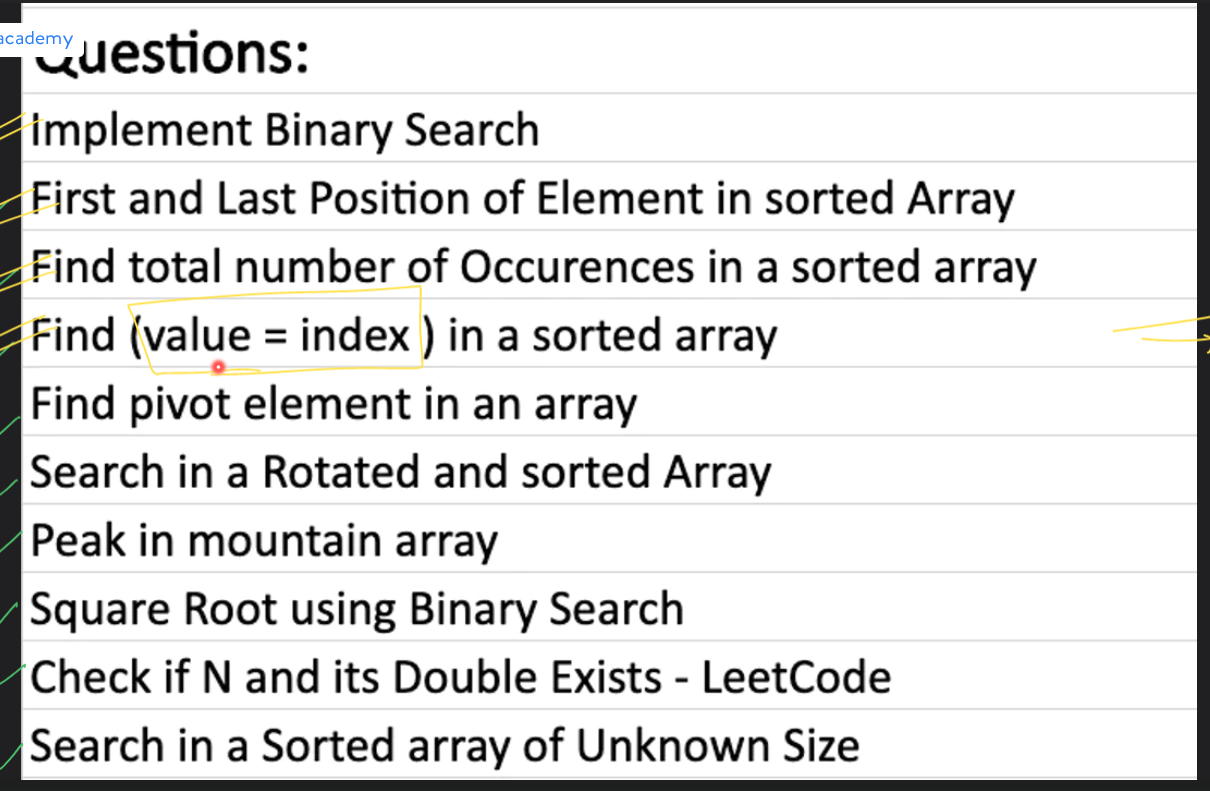 academy
Questions:
Implement Binary Search
First and Last Position of Element in sorted Array
Find total number of Occurences in a sorted array
Find (value = index ) in a sorted array
Find pivot element in an array
Search in a Rotated and sorted Array
Peak in mountain array
Square Root using Binary Search
Check if N and its Double Exists - LeetCode
Search in a Sorted array of Unknown Size